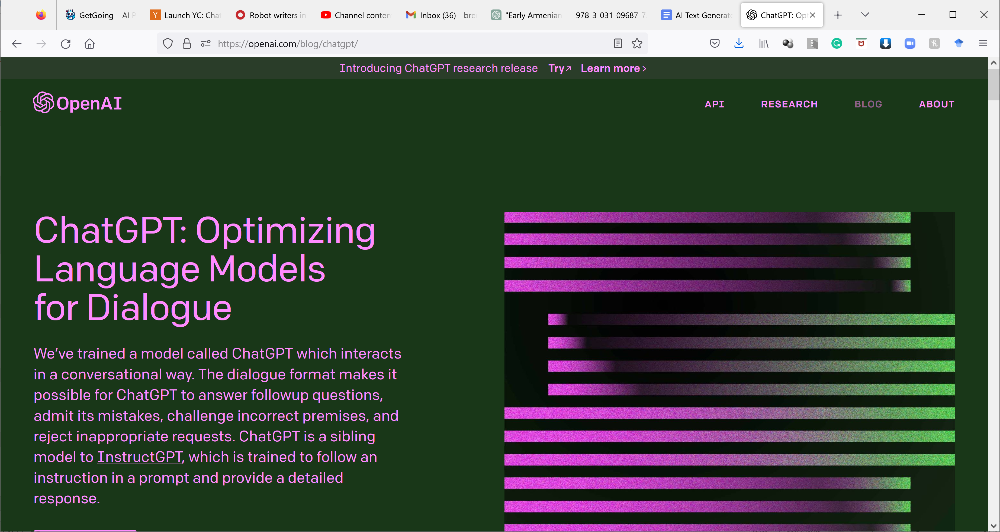 GetGoing – AI P
Launch YC: Chat
Robot writers in
Channel conten
Inbox (36) - bre
"Early Armenian
978-3-031-09687-7
AI Text Generato
ChatGPT: Opt
https://openai.com/blog/chatgpt/
Introducing ChatGPT research release Try↗ Learn more ›
OpenAI
API RESEARCH BLOG ABOUT
ChatGPT: Optimizing
Language Models
for Dialogue
We’ve trained a model called ChatGPT which interacts
in a conversational way. The dialogue format makes it
possible for ChatGPT to answer followup questions,
admit its mistakes, challenge incorrect premises, and
reject inappropriate requests. ChatGPT is a sibling
model to InstructGPT, which is trained to follow an
instruction in a prompt and provide a detailed
response.